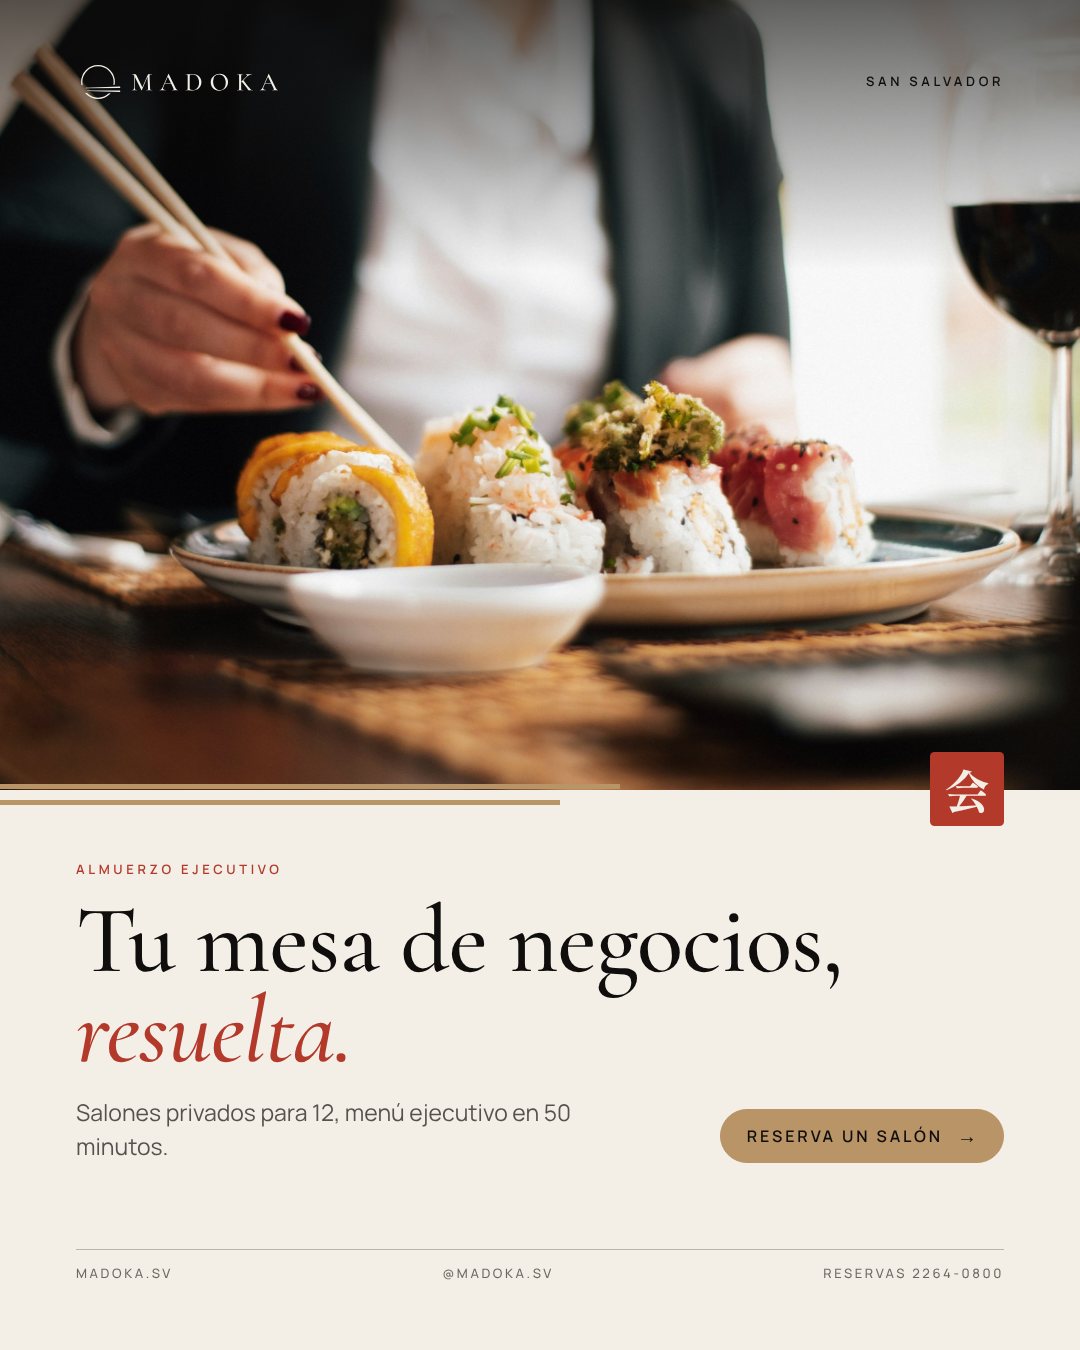 MADOKA
SAN SALVADOR
会
ALMUERZO EJECUTIVO
Tu mesa de negocios,
resuelta.
Salones privados para 12, menú ejecutivo en 50
minutos.
RESERVA UN SALÓN →
MADOKA.SV
@MADOKA.SV
RESERVAS 2264-0800